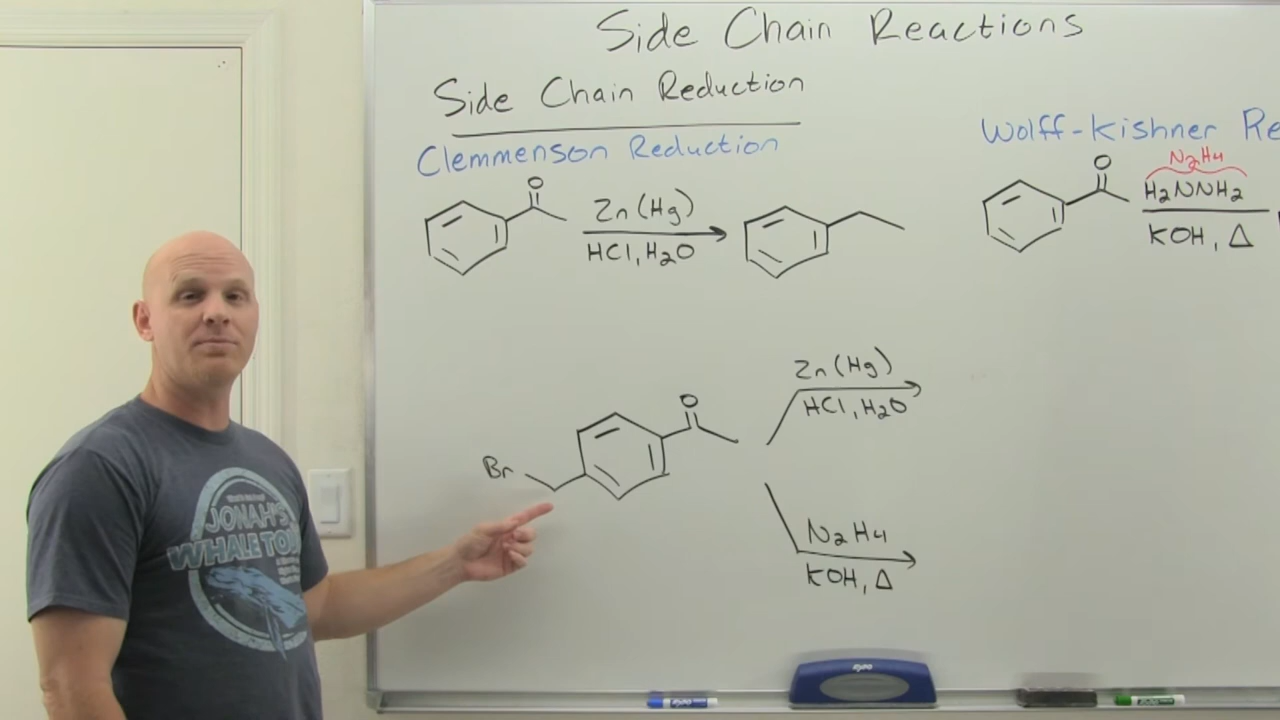 Side Chain Reactions
Side Chain Reduction
Clemmenson Reduction
Wolff-Kishner Re
N2H4
O
Zn(Hg)
HCl, H2O
O
H2NNH2
KOH, Δ
Zn(Hg)
HCl, H2O
O
Br
N2H4
KOH, Δ
JONAH'S
WHALE TO
EXPO